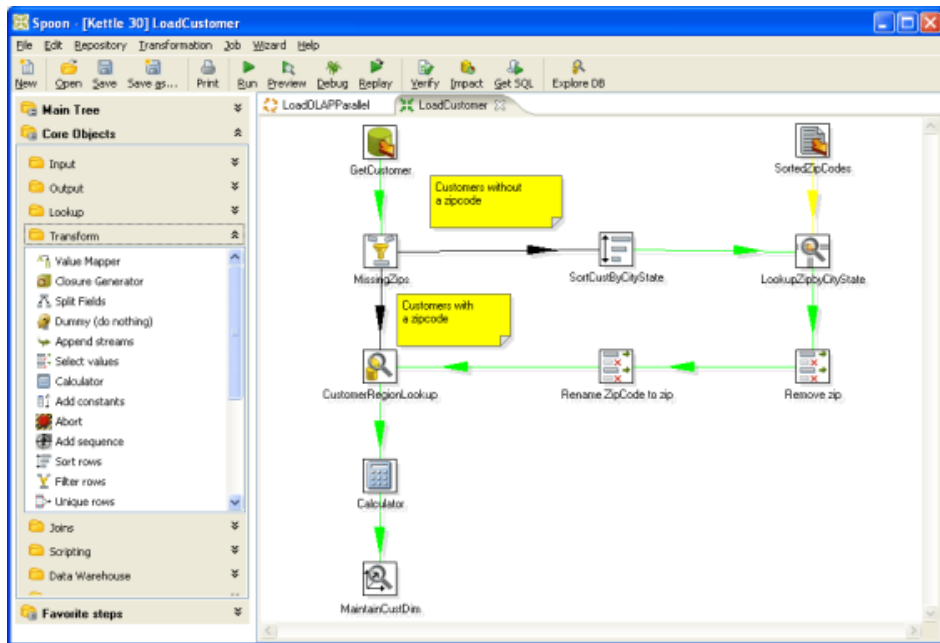 Spoon - [Kettle 30] LoadCustomer
File Edit Repository Transformation Job Wizard Help
New Open Save Save as... Print Run Preview Debug Replay Verify Impact Get SQL Explore DB
Main Tree
Core Objects
Input
Output
Lookup
Transform
Value Mapper
Closure Generator
Split Fields
Dummy (do nothing)
Append streams
Select values
Calculator
Add constants
Abort
Add sequence
Sort rows
Filter rows
Unique rows
Joins
Scripting
Data Warehouse
Favorite steps
LoadOLAPParallel LoadCustomer
GetCustomer
SortedZipCodes
Customers without
a zipcode
MissingZips
SortCustByCityState
LookupZipbyCityState
Customers with
a zipcode
CustomerRegionLookup
Rename ZipCode to zip
Remove zip
Calculator
MaintainCustDim